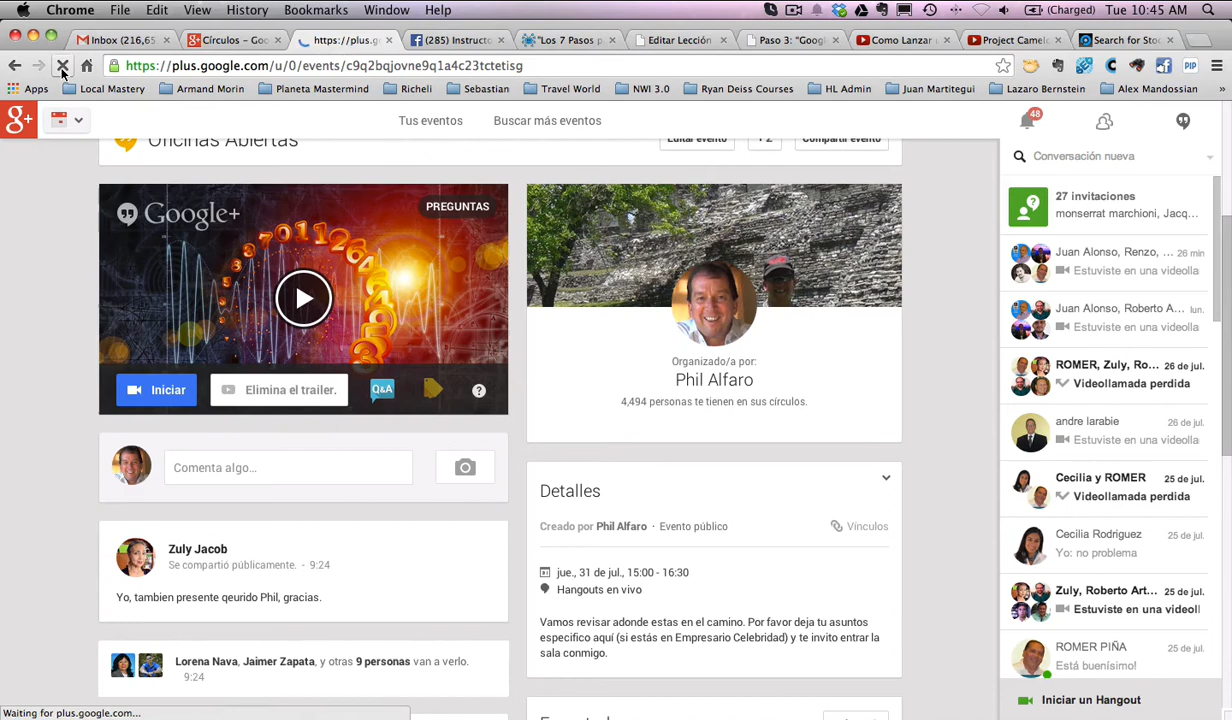 Chrome File Edit View History Bookmarks Window Help (Charged) Tue 10:45 AM
Inbox (216,65 Círculos – Goo https://plus.go (285) Instructo "Los 7 Pasos p Editar Lección Paso 3: "Googl Como Lanzar Project Camelo Search for Stoc
https://plus.google.com/u/0/events/c9q2bqjovne9q1a4c23tctetisg PIP
Apps Local Mastery Armand Morin Planeta Mastermind Richeli Sebastian Travel World NWI 3.0 Ryan Deiss Courses HL Admin Juan Martitegui Lazaro Bernstein Alex Mandossian »
g+ Tus eventos Buscar más eventos 48
Oficinas Abiertas Editar evento Compartir evento
Google+ PREGUNTAS
Iniciar Elimina el trailer. Q&A ?
Organizado/a por:
Phil Alfaro
4,494 personas te tienen en sus círculos.
Comenta algo...
Detalles
Creado por Phil Alfaro · Evento público Vínculos
jue., 31 de jul., 15:00 - 16:30
Hangouts en vivo
Vamos revisar adonde estas en el camino. Por favor deja tu asuntos
especifico aquí (si estás en Empresario Celebridad) y te invito entrar la
sala conmigo.
Zuly Jacob
Se compartió públicamente. - 9:24
Yo, tambien presente qeurido Phil, gracias.
Lorena Nava, Jaimer Zapata, y otras 9 personas van a verlo.
9:24
Conversación nueva
27 invitaciones
monserrat marchioni, Jacq...
Juan Alonso, Renzo, ... 26 min
Estuviste en una videolla
Juan Alonso, Roberto A... lun.
Estuviste en una videolla
ROMER, Zuly, Ro... 26 de jul.
Videollamada perdida
andre larabie 26 de jul.
Estuviste en una videolla
Cecilia y ROMER 25 de jul.
Videollamada perdida
Cecilia Rodriguez 25 de jul.
Yo: no problema
Zuly, Roberto Art... 25 de jul.
Estuviste en una videoll
ROMER PIÑA 25 de jul.
Está buenísimo!
Iniciar un Hangout
Waiting for plus.google.com...